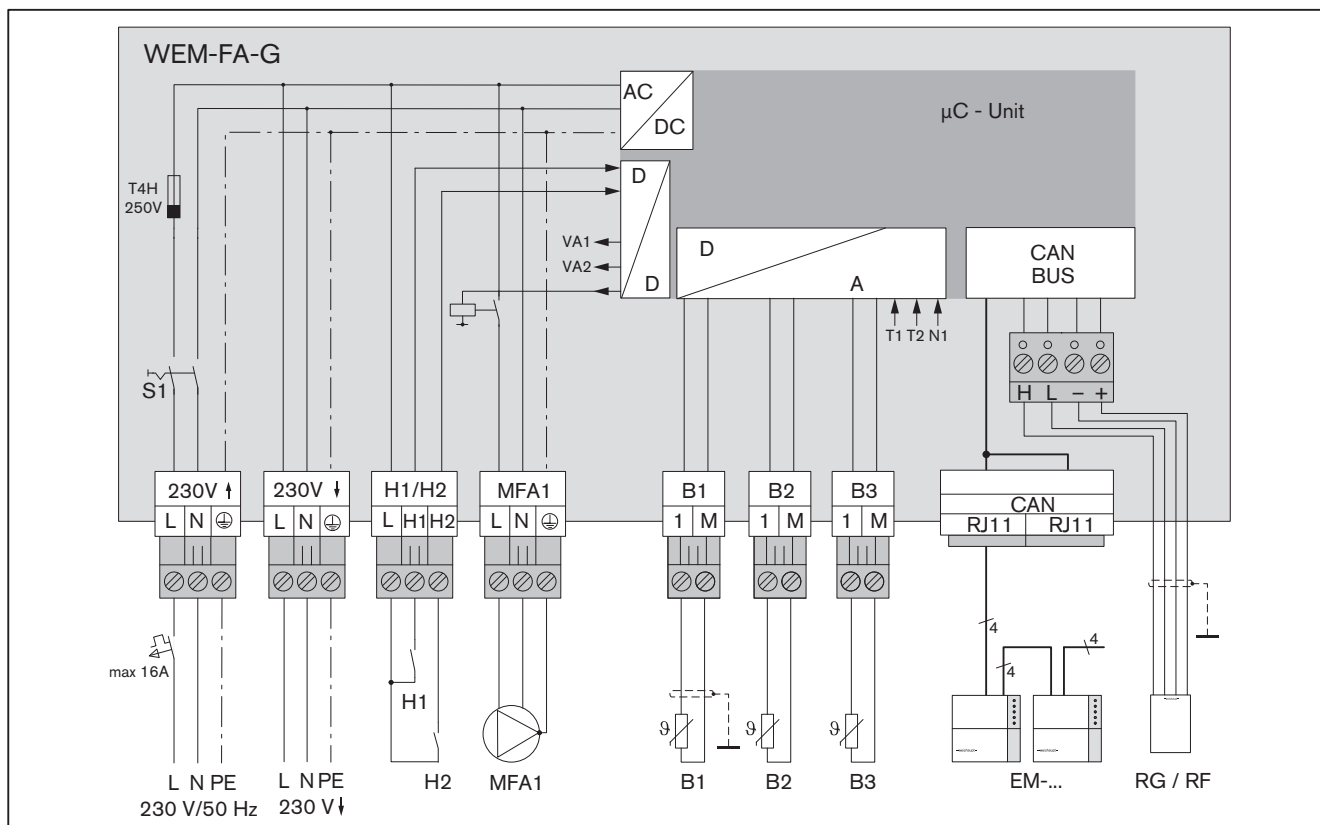 WEM-FA-G
AC
DC
µC - Unit
T4H
250V
D
VA1
VA2
D
D
A
CAN
BUS
T1 T2 N1
S1
H L − +
230V
L N
230V
L N
H1/H2
L H1 H2
MFA1
L N
B1
1 M
B2
1 M
B3
1 M
CAN
RJ11 RJ11
max 16A
H1
4
4
4
ϑ
ϑ
ϑ
L N PE
230 V/50 Hz
L N PE
230 V
H2
MFA1
B1
B2
B3
EM-...
RG / RF